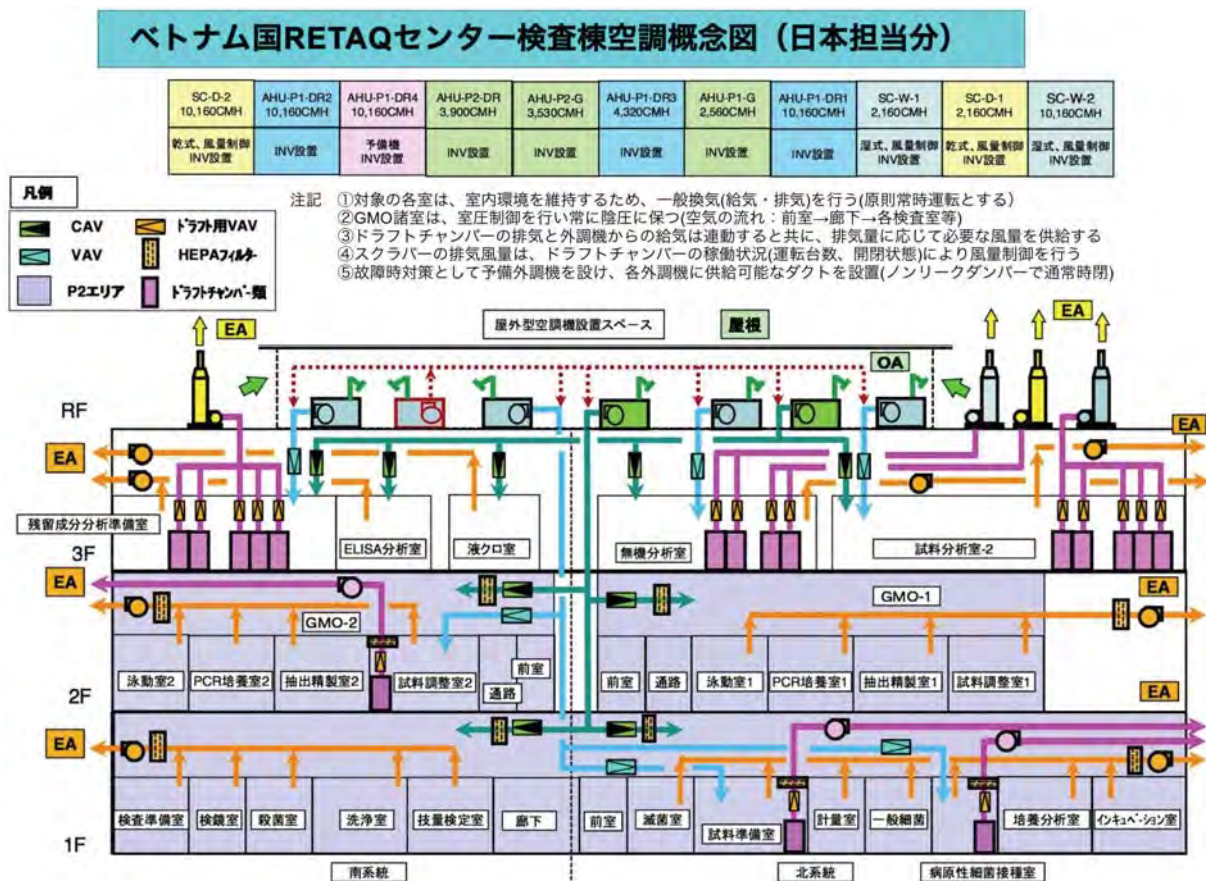 ベトナム国RETAQセンター検査棟空調概念図（日本担当分）
SC-D-2
10,160CMH
AHU-P1-DR2
10,160CMH
AHU-P1-DR4
10,160CMH
AHU-P2-DR
3,900CMH
AHU-P2-G
3,530CMH
AHU-P1-DR3
4,320CMH
AHU-P1-G
2,560CMH
AHU-P1-DR1
10,160CMH
SC-W-1
2,160CMH
SC-D-1
2,160CMH
SC-W-2
10,160CMH
乾式、風量制御
INV設置
INV設置
予備機
INV設置
INV設置
INV設置
INV設置
INV設置
INV設置
湿式、風量制御
INV設置
乾式、風量制御
INV設置
湿式、風量制御
INV設置
凡例
CAV
ﾄﾞﾗﾌﾄ用VAV
VAV
HEPAﾌｨﾙﾀｰ
P2エリア
ﾄﾞﾗﾌﾄﾁｬﾝﾊﾞｰ類
注記　①対象の各室は、室内環境を維持するため、一般換気(給気・排気)を行う(原則常時運転とする)
②GMO諸室は、室圧制御を行い常に陰圧に保つ(空気の流れ：前室→廊下→各検査室等)
③ドラフトチャンバーの排気と外調機からの給気は連動すると共に、排気量に応じて必要な風量を供給する
④スクラバーの排気風量は、ドラフトチャンバーの稼働状況(運転台数、開閉状態)により風量制御を行う
⑤故障時対策として予備外調機を設け、各外調機に供給可能なダクトを設置(ノンリークダンパーで通常時閉)
EA
屋外型空調機設置スペース
屋根
EA
OA
RF
EA
EA
残留成分分析準備室
ELISA分析室
液クロ室
無機分析室
試料分析室-2
3F
EA
EA
GMO-2
GMO-1
泳動室2
PCR培養室2
抽出精製室2
試料調整室2
通路
前室
前室
通路
泳動室1
PCR培養室1
抽出精製室1
試料調整室1
EA
2F
EA
検査準備室
検鏡室
殺菌室
洗浄室
技量検定室
廊下
前室
滅菌室
試料準備室
計量室
一般細菌
培養分析室
ｲﾝｷｭﾍﾞｰｼｮﾝ室
1F
南系統
北系統
病原性細菌接種室